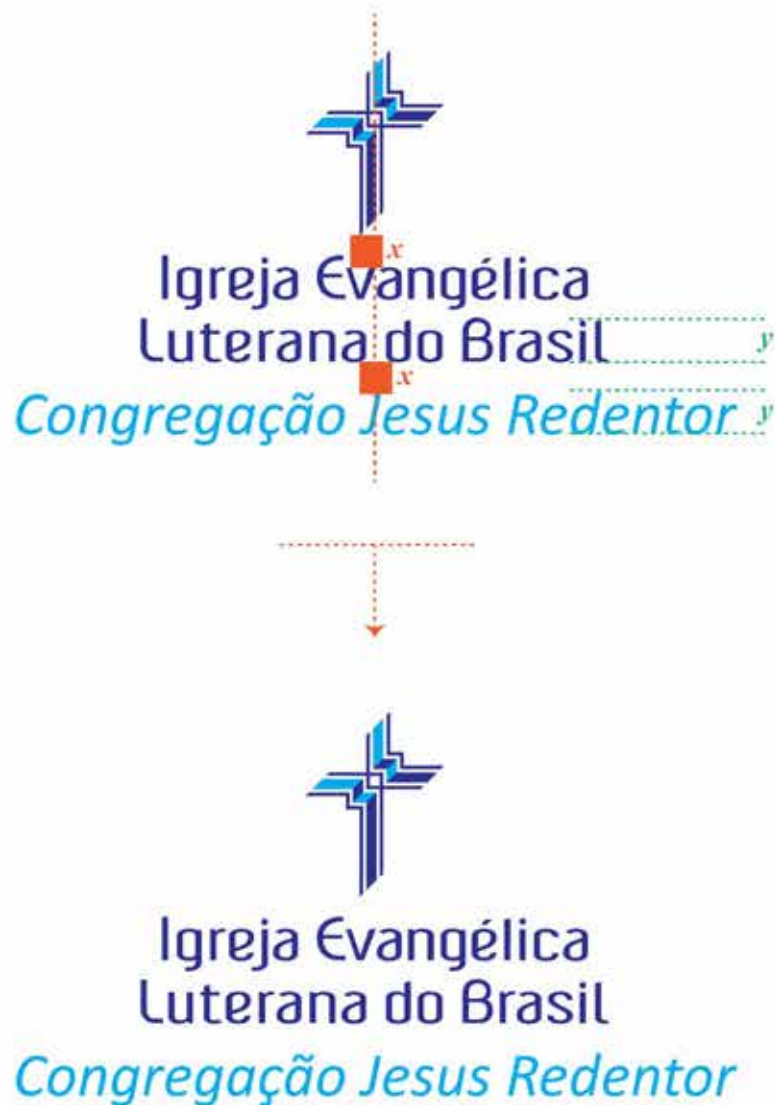 x
Igreja Evangélica
Luterana do Brasil
y
x
Congregação Jesus Redentor
y
Igreja Evangélica
Luterana do Brasil
Congregação Jesus Redentor